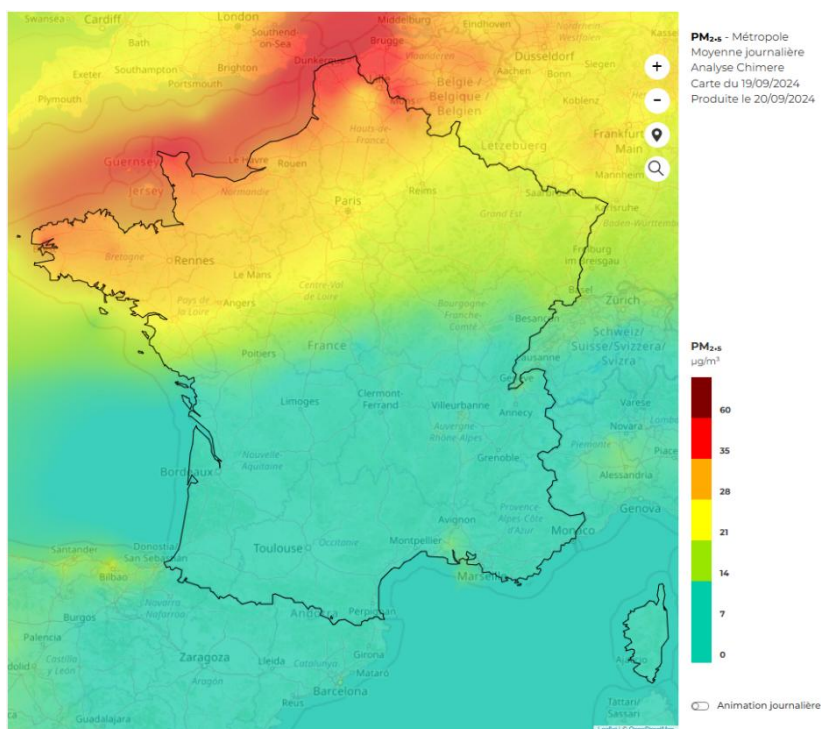 Swansea
Cardiff
London
Middelburg
Eindhoven
Bath
Southend-
on-Sea
Brugge
Düsseldorf
Southampton
Brighton
Dunkerque
Vlaanderen
Aachen
Bonn
Siegen
Exeter
Portsmouth
België /
Belgique /
Belgien
Koblenz
Plymouth
Hauts-de-
France
Lëtzebuerg
Frankfurt
Main
Guernsey
Le Havre
Rouen
Mannheim
Jersey
Normandie
Reims
Saarbrücken
Karlsruhe
Paris
Grand Est
Baden-Württemb
Bretagne
Rennes
Freiburg
im Breisgau
Le Mans
Centre-Val
de Loire
Basel
Pays de
la Loire
Angers
Bourgogne
Franche-
Comté
Besançon
Zürich
Schweiz/
Suisse/Svizzera/
Svizra
Poitiers
France
Lausanne
Genève
Limoges
Clermont-
Ferrand
Villeurbanne
Annecy
Varese
Novara
Auvergne-
Rhône-Alpes
Nouvelle
Aquitaine
Grenoble
Piemonte
Alessandria
Bordeaux
Genova
Provence
Alpes-Côte
d'Azur
Avignon
Monaco
Santander
Donostia/
San Sebastián
Toulouse
Occitanie
Montpellier
Bilbao
Marseille
Navarra
Nafarroa
Andorra
Perpignan
Burgos
Palencia
Castilla
y León
Zaragoza
Lleida
Catalunya
Girona
Mataró
Aragón
Barcelona
Reus
Guadalajara
Ajaccio
Tàttari/
Sassari
+
-
PM₂.₅ - Métropole
Moyenne journalière
Analyse Chimere
Carte du 19/09/2024
Produite le 20/09/2024
PM₂.₅
µg/m³
60
35
28
21
14
7
0
Animation journalière